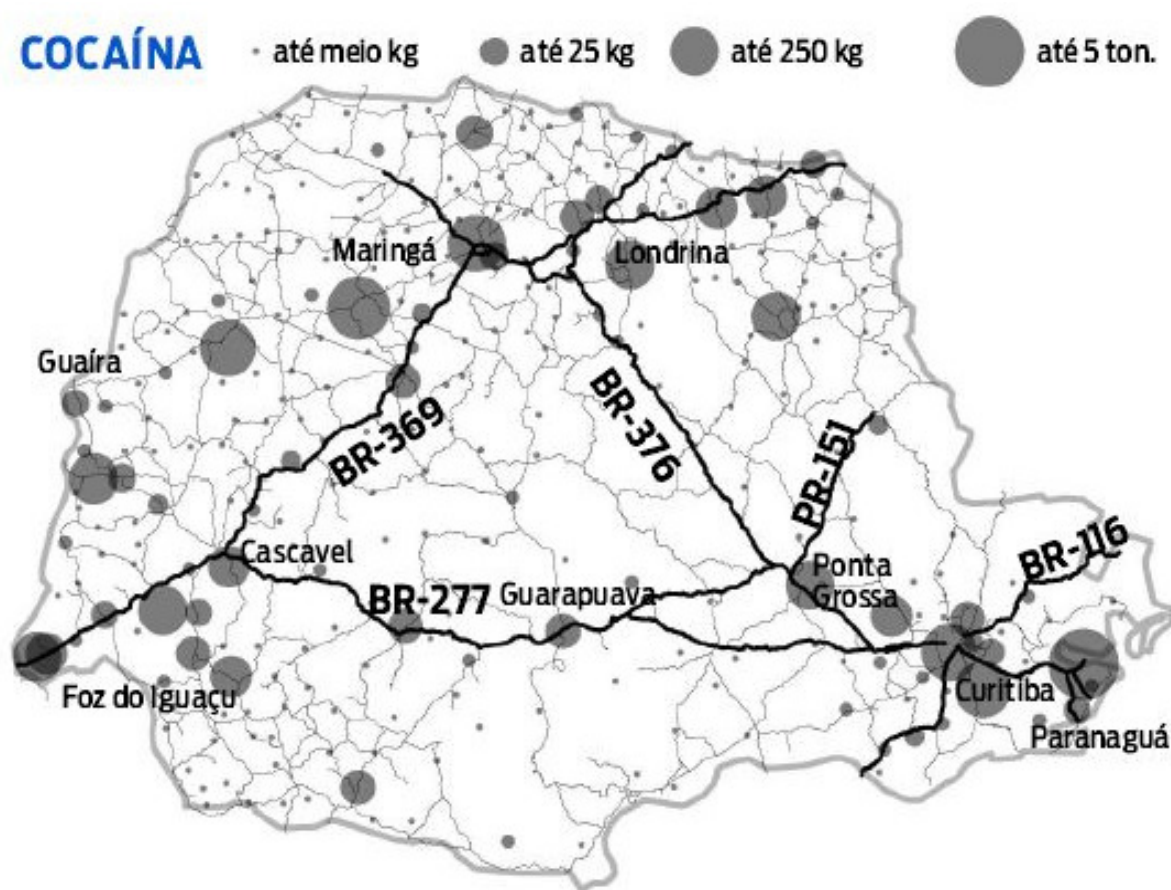 COCAÍNA
até meio kg
até 25 kg
até 250 kg
até 5 ton.
Maringá
Londrina
Guaíra
BR-369
BR-376
PR-151
BR-116
Cascavel
Ponta
Grossa
BR-277
Guarapuava
Foz do Iguaçu
Curitiba
Paranaguá